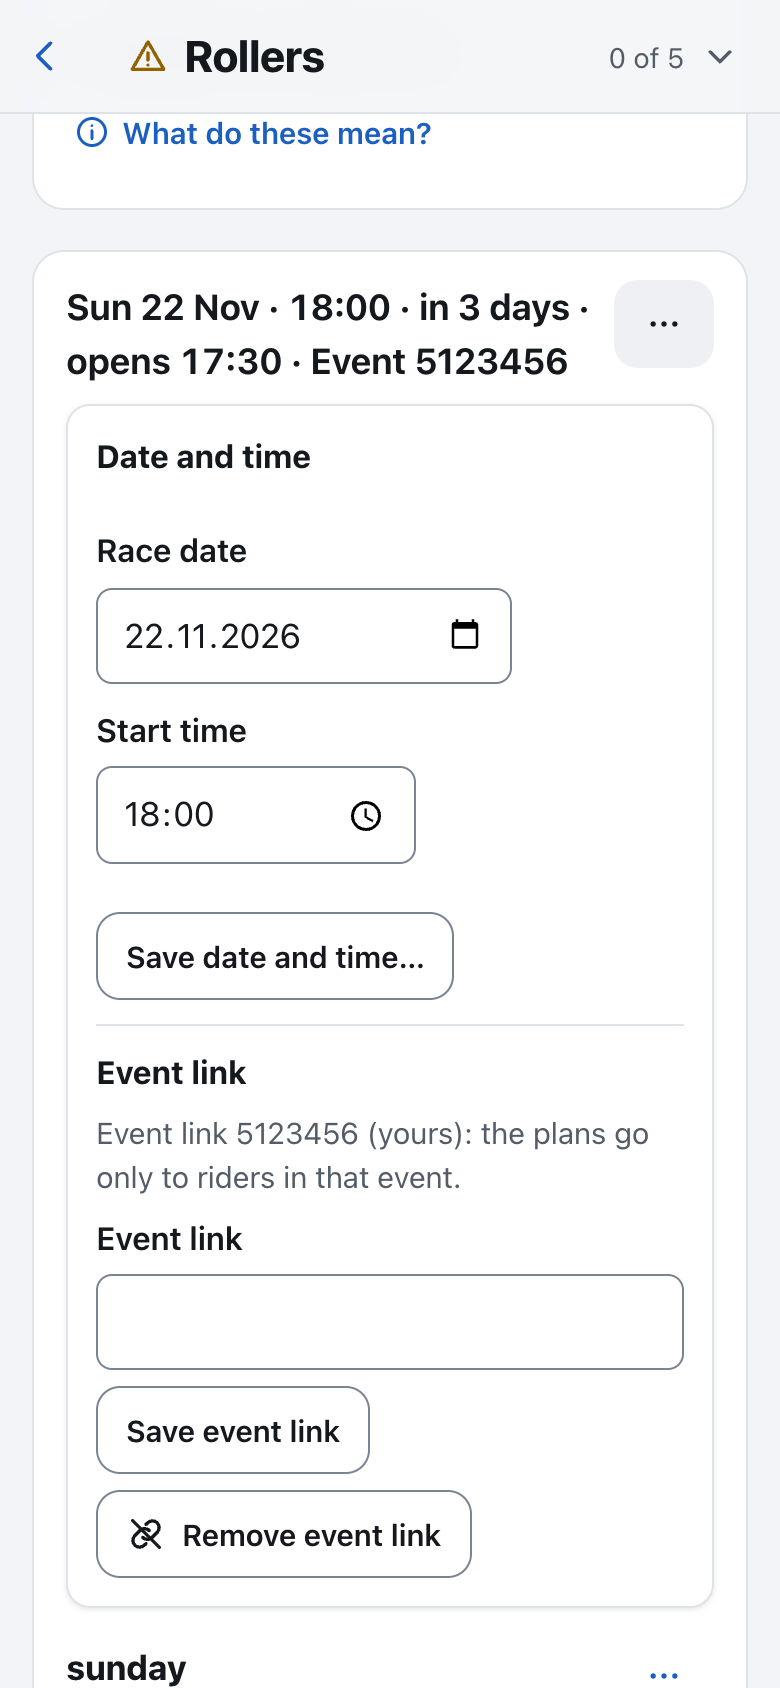 Rollers
0 of 5
What do these mean?
Sun 22 Nov · 18:00 · in 3 days ·
opens 17:30 · Event 5123456
...
Date and time
Race date
22.11.2026
Start time
18:00
Save date and time...
Event link
Event link 5123456 (yours): the plans go
only to riders in that event.
Event link
Save event link
Remove event link
sunday
...